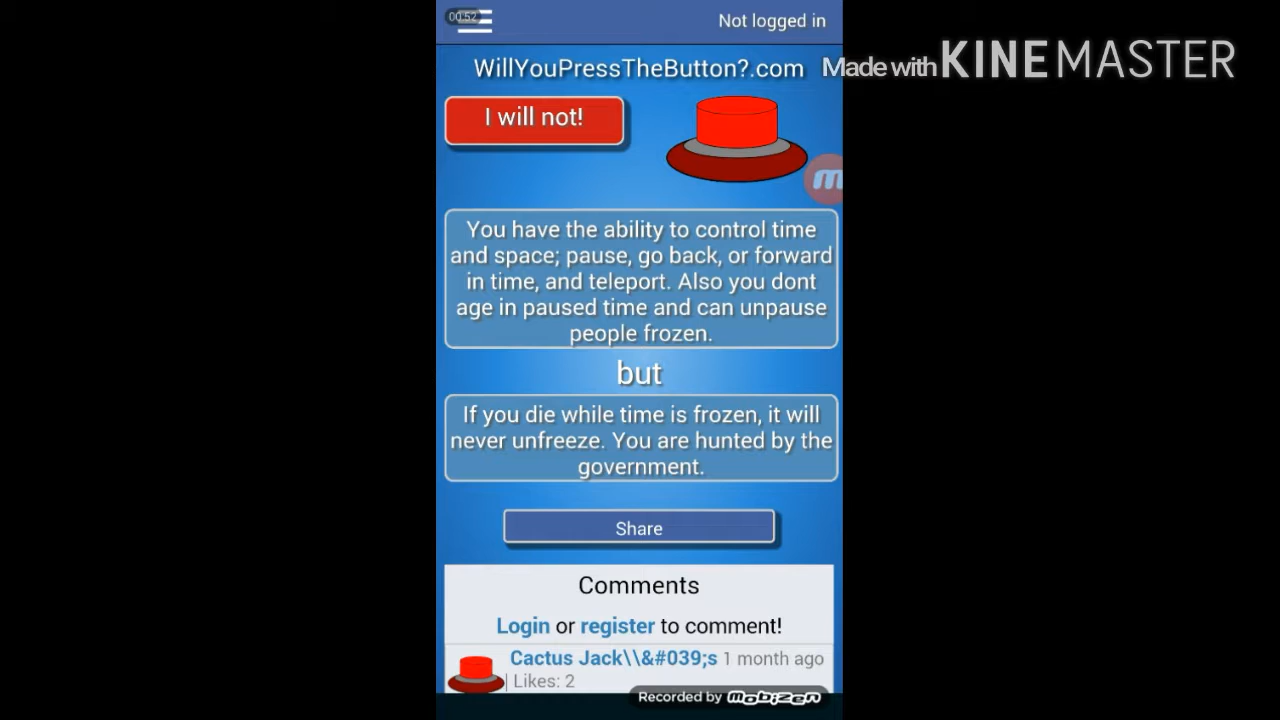 00:52
Not logged in
WillYouPressTheButton?.com
Made with KINEMASTER
I will not!
You have the ability to control time
and space; pause, go back, or forward
in time, and teleport. Also you dont
age in paused time and can unpause
people frozen.
but
If you die while time is frozen, it will
never unfreeze. You are hunted by the
government.
Share
Comments
Login or register to comment!
Cactus Jack\\&#039;s 1 month ago
| Likes: 2
Recorded by mobizen